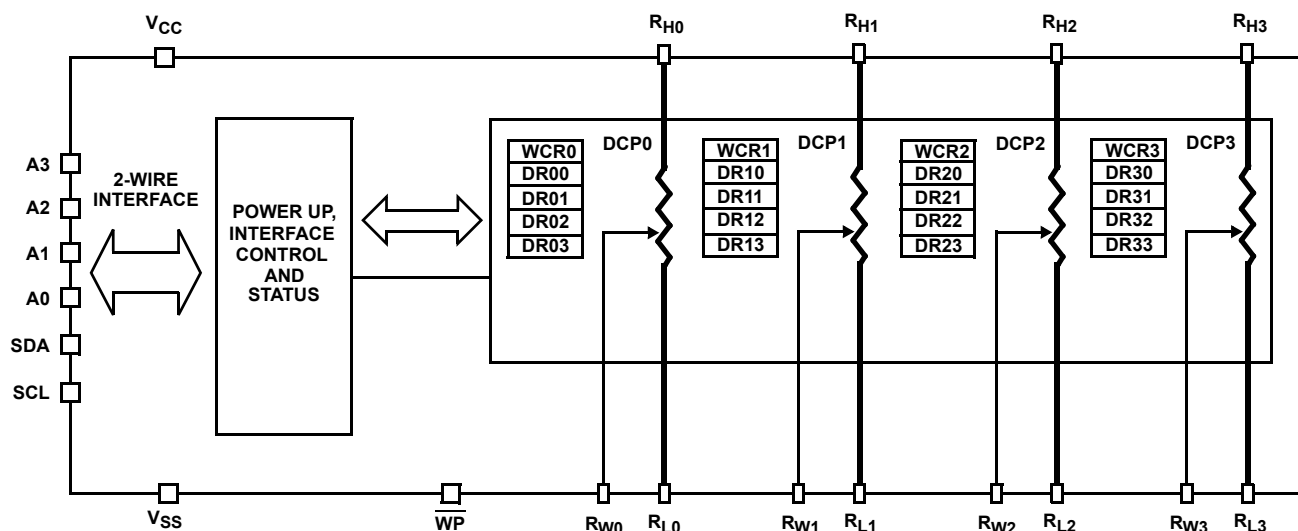 VCC
RH0
RH1
RH2
RH3
A3
A2
A1
A0
SDA
SCL
2-WIRE
INTERFACE
POWER UP,
INTERFACE
CONTROL
AND
STATUS
WCR0
DR00
DR01
DR02
DR03
DCP0
WCR1
DR10
DR11
DR12
DR13
DCP1
WCR2
DR20
DR21
DR22
DR23
DCP2
WCR3
DR30
DR31
DR32
DR33
DCP3
VSS
WP
RW0
RL0
RW1
RL1
RW2
RL2
RW3
RL3